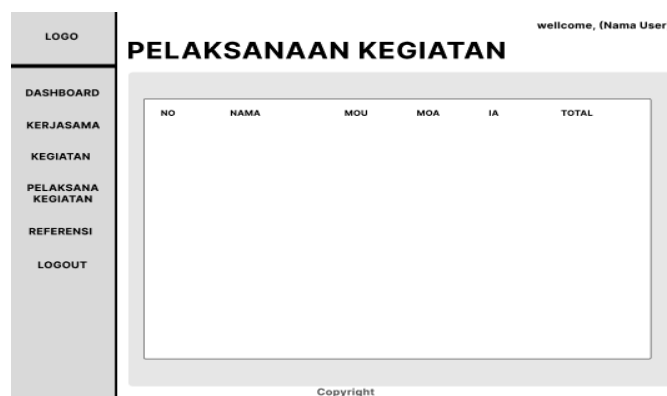 LOGO
wellcome, (Nama User
PELAKSANAAN KEGIATAN
DASHBOARD
KERJASAMA
KEGIATAN
PELAKSANA
KEGIATAN
REFERENSI
LOGOUT
NO NAMA MOU MOA IA TOTAL
Copyright